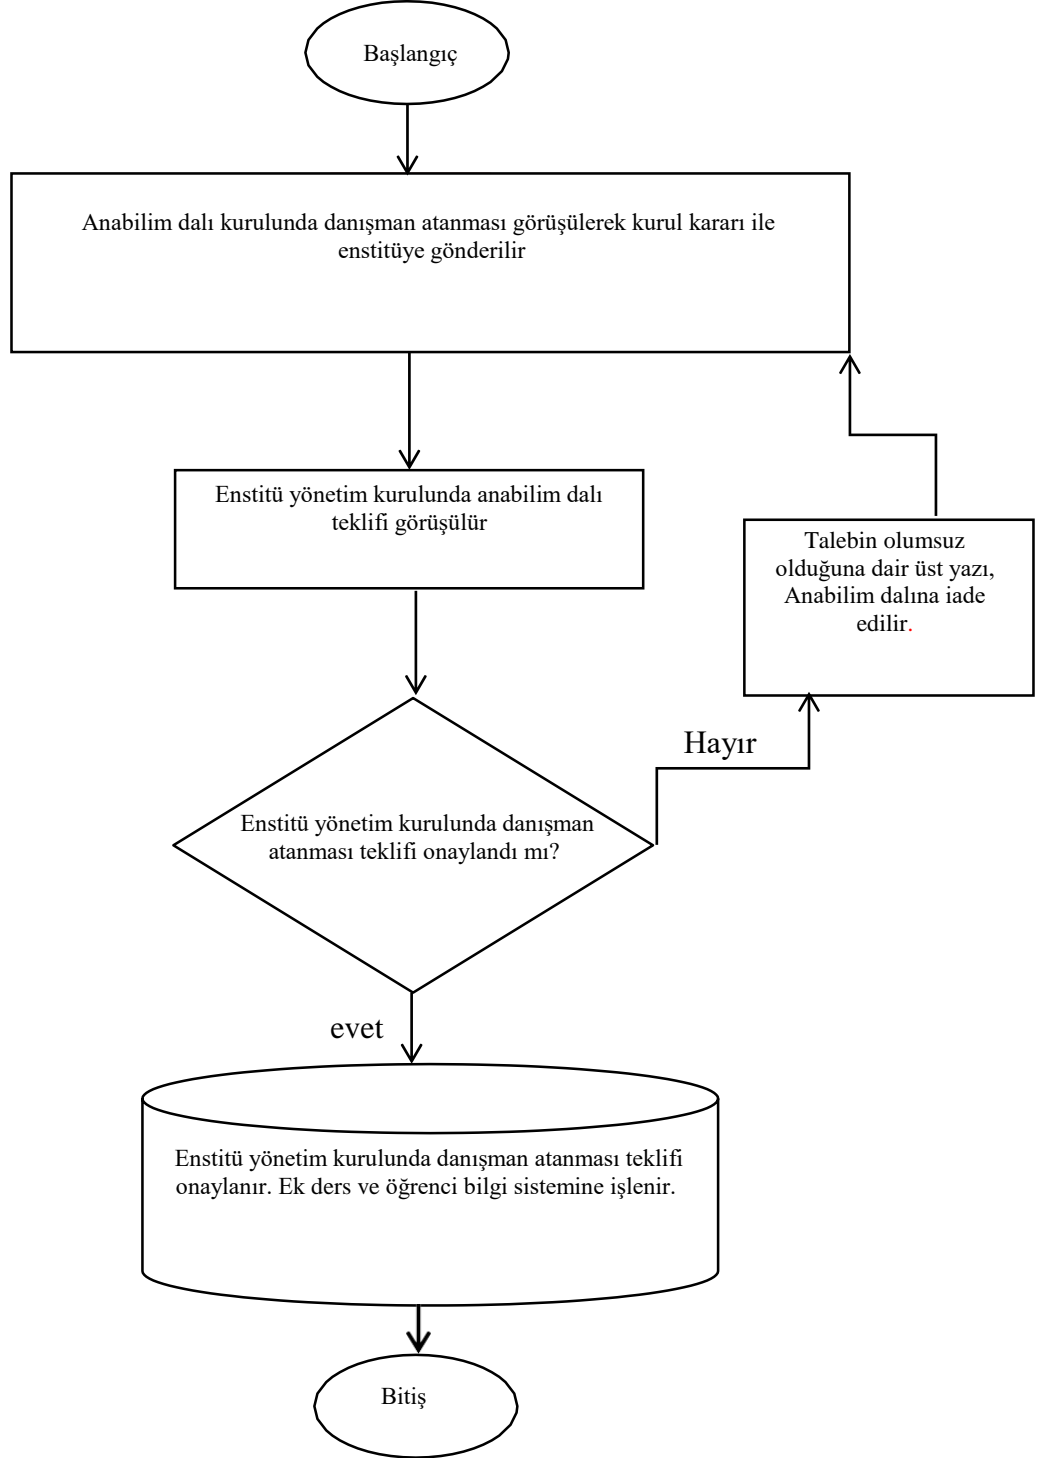 Başlangıç
Anabilim dalı kurulunda danışman atanması görüşülerek kurul kararı ile
enstitüye gönderilir
Enstitü yönetim kurulunda anabilim dalı
teklifi görüşülür
Talebin olumsuz
olduğuna dair üst yazı,
Anabilim dalına iade
edilir.
Hayır
Enstitü yönetim kurulunda danışman
atanması teklifi onaylandı mı?
evet
Enstitü yönetim kurulunda danışman atanması teklifi
onaylanır. Ek ders ve öğrenci bilgi sistemine işlenir.
Bitiş